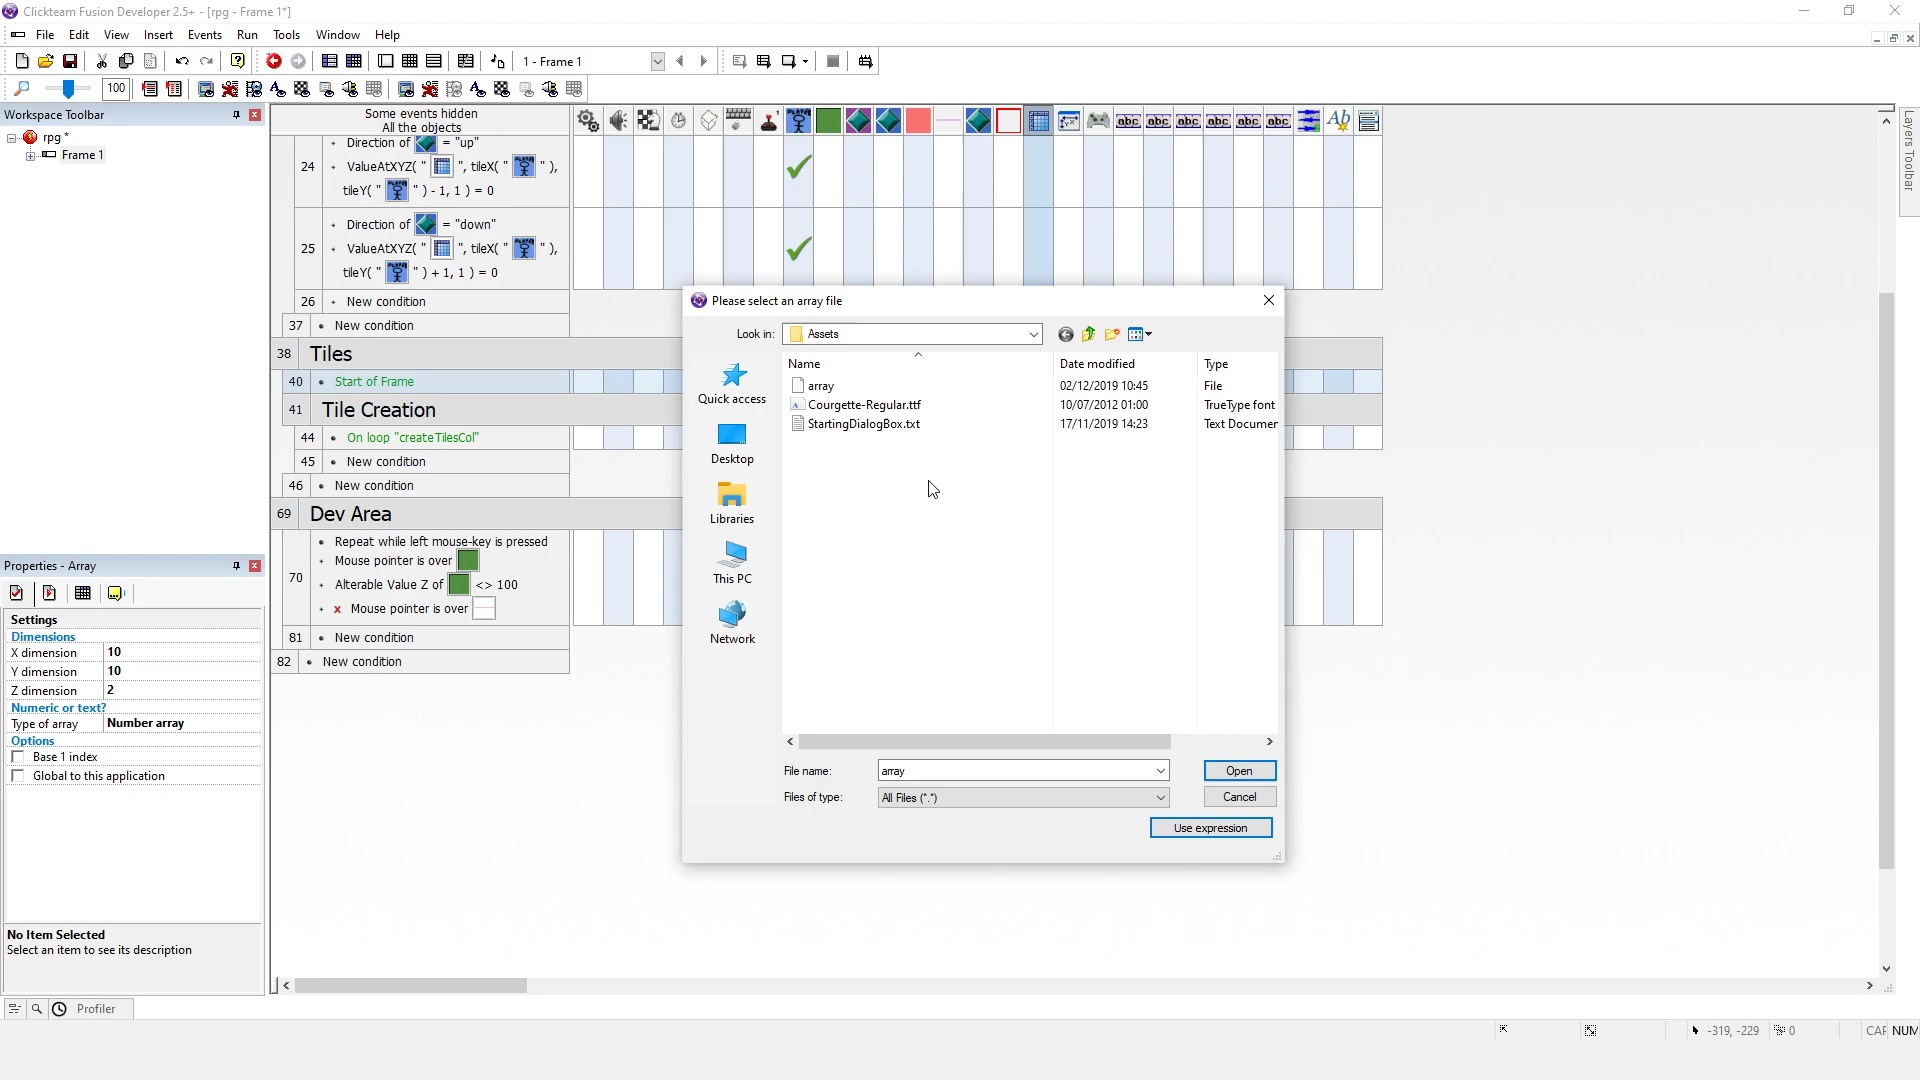 Clickteam Fusion Developer 2.5+ - [rpg - Frame 1*]
File Edit View Insert Events Run Tools Window Help
1 - Frame 1
100
Workspace Toolbar
rpg *
Frame 1
Some events hidden
All the objects
Layers Toolbar
24
Direction of = "up"
ValueAtXYZ( " ", tileX( " " ),
tileY( " " ) - 1, 1 ) = 0
25
Direction of = "down"
ValueAtXYZ( " ", tileX( " " ),
tileY( " " ) + 1, 1 ) = 0
26 New condition
37 New condition
38 Tiles
40 Start of Frame
41 Tile Creation
44 On loop "createTilesCol"
45 New condition
46 New condition
69 Dev Area
70
Repeat while left mouse-key is pressed
Mouse pointer is over
Alterable Value Z of <> 100
x Mouse pointer is over
81 New condition
82 New condition
Please select an array file
Look in: Assets
Name Date modified Type
array 02/12/2019 10:45 File
Courgette-Regular.ttf 10/07/2012 01:00 TrueType font
StartingDialogBox.txt 17/11/2019 14:23 Text Documer
Quick access
Desktop
Libraries
This PC
Network
File name: array Open
Files of type: All Files (*.*) Cancel
Use expression
Properties - Array
Settings
Dimensions
X dimension 10
Y dimension 10
Z dimension 2
Numeric or text?
Type of array Number array
Options
Base 1 index
Global to this application
No Item Selected
Select an item to see its description
Profiler
-319, -229 0 CAP NUM